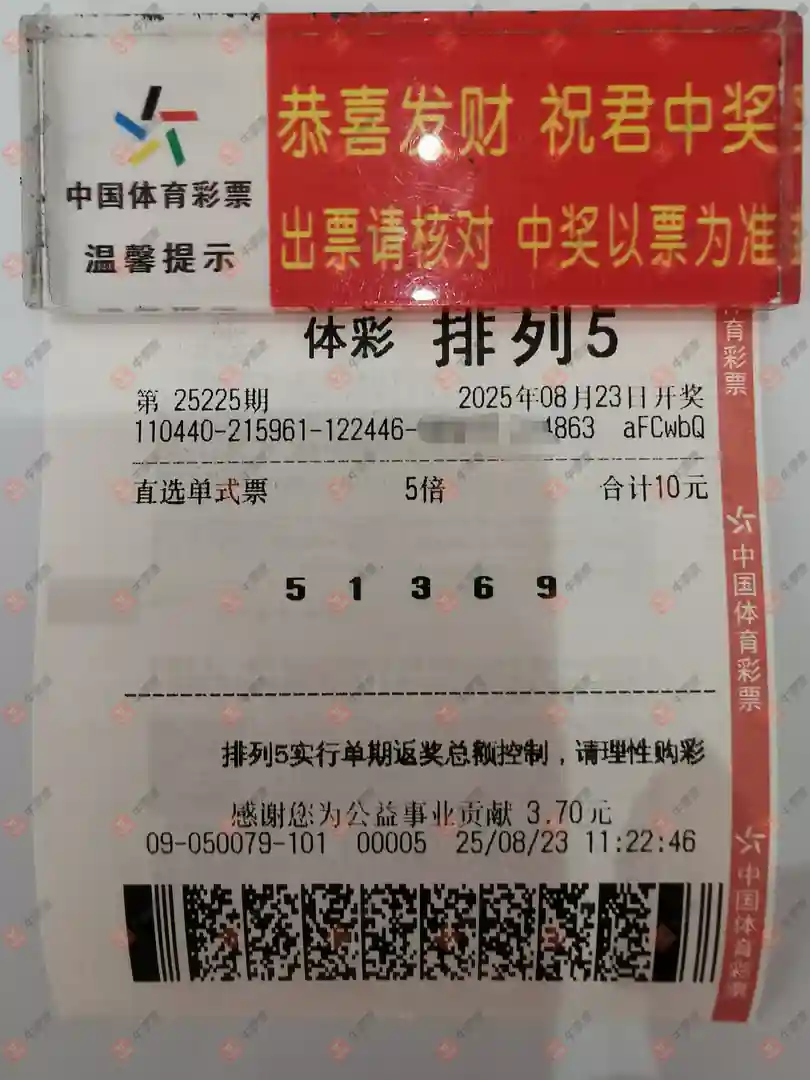 恭喜发财 祝君中奖
中国体育彩票
温馨提示
出票请核对 中奖以票为准
体彩 排列5
第 25225期 2025年08月23日开奖
110440-215961-122446- 4863 aFCwbQ
直选单式票 5倍 合计10元
5 1 3 6 9
排列5实行单期返奖总额控制，请理性购彩
感谢您为公益事业贡献 3.70元
09-050079-101 00005 25/08/23 11:22:46
育彩票
中国体育彩票
中国体育彩票